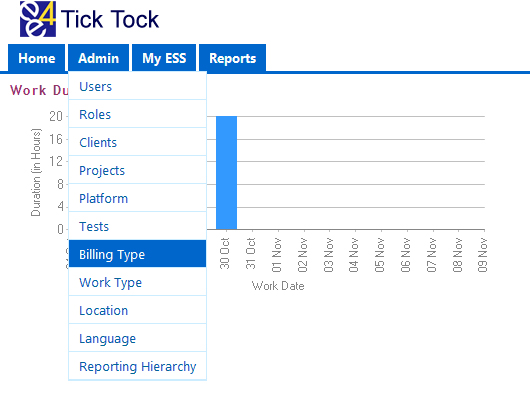 e4e Tick Tock
Home Admin My ESS Reports
Work Du
Users
Roles
Clients
Projects
Platform
Tests
Billing Type
Work Type
Location
Language
Reporting Hierarchy
Duration (in Hours)
20
16
12
8
4
0
30 Oct
31 Oct
01 Nov
02 Nov
03 Nov
04 Nov
05 Nov
06 Nov
07 Nov
08 Nov
09 Nov
Work Date